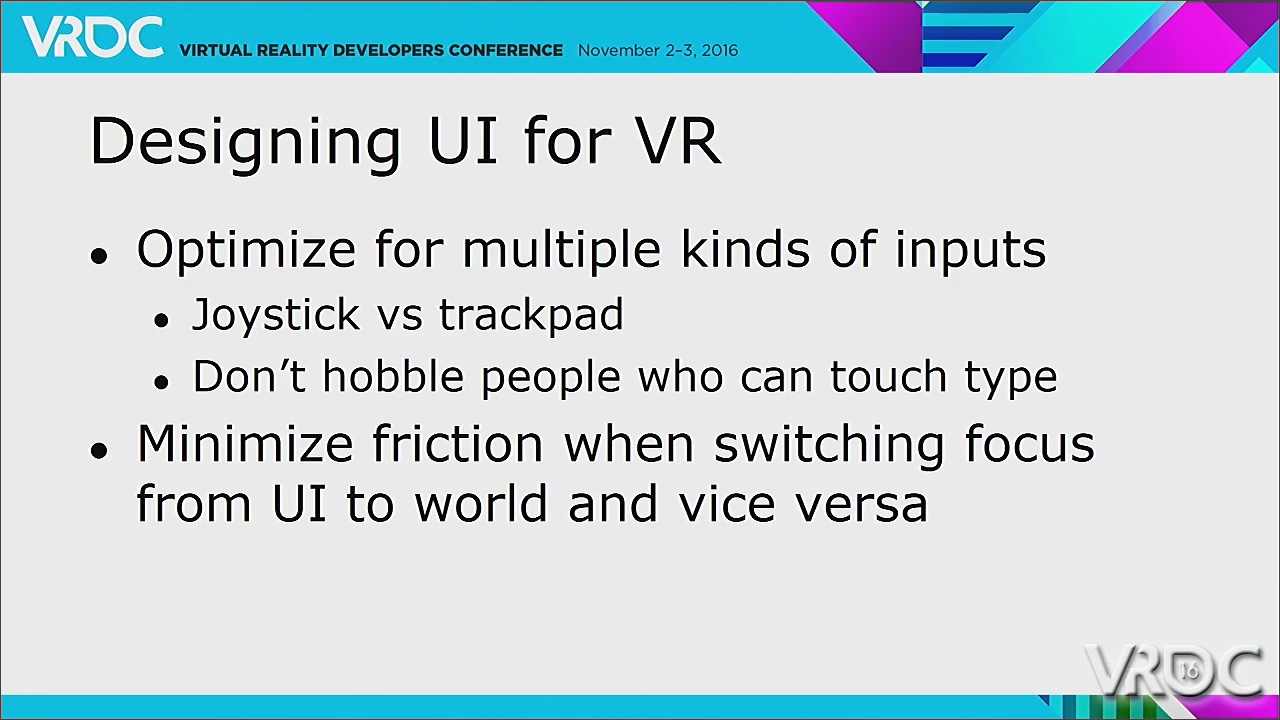 VRDC VIRTUAL REALITY DEVELOPERS CONFERENCE November 2-3, 2016
Designing UI for VR
• Optimize for multiple kinds of inputs
• Joystick vs trackpad
• Don't hobble people who can touch type
• Minimize friction when switching focus
from UI to world and vice versa
VRDC 16